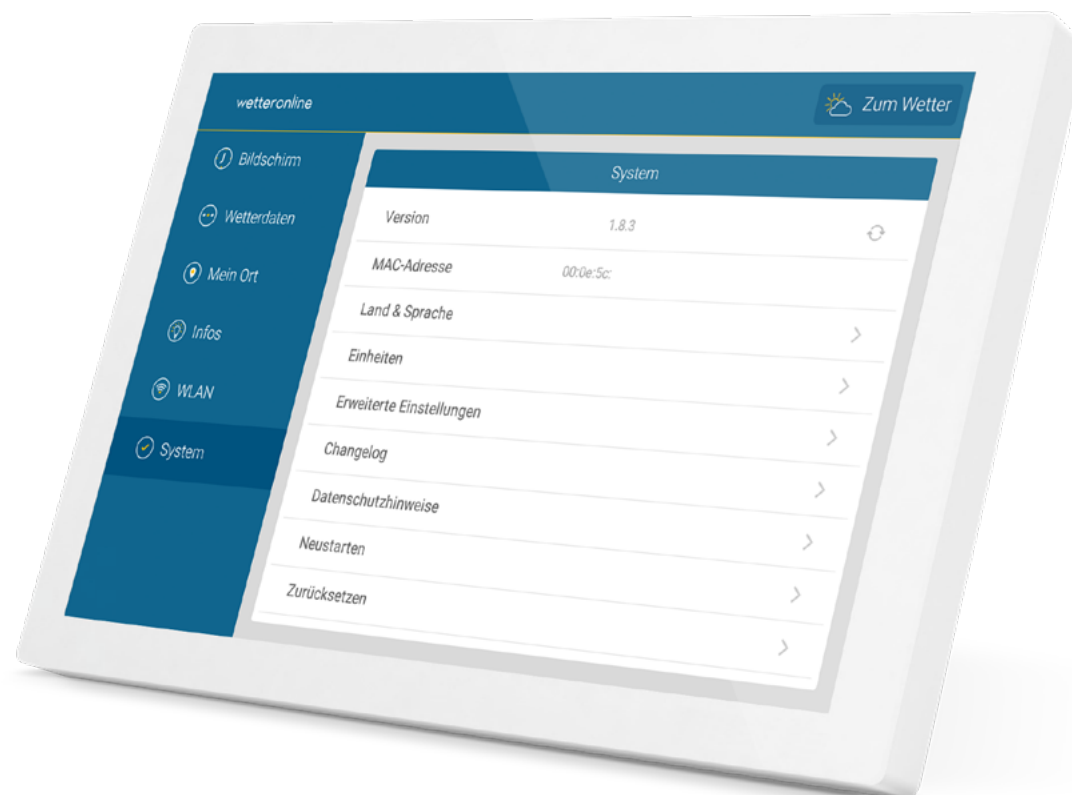 wetteronline
Zum Wetter
Bildschirm
Wetterdaten
Mein Ort
Infos
WLAN
System
System
Version 1.8.3
MAC-Adresse 00:0e:5c:
Land & Sprache
Einheiten
Erweiterte Einstellungen
Changelog
Datenschutzhinweise
Neustarten
Zurücksetzen